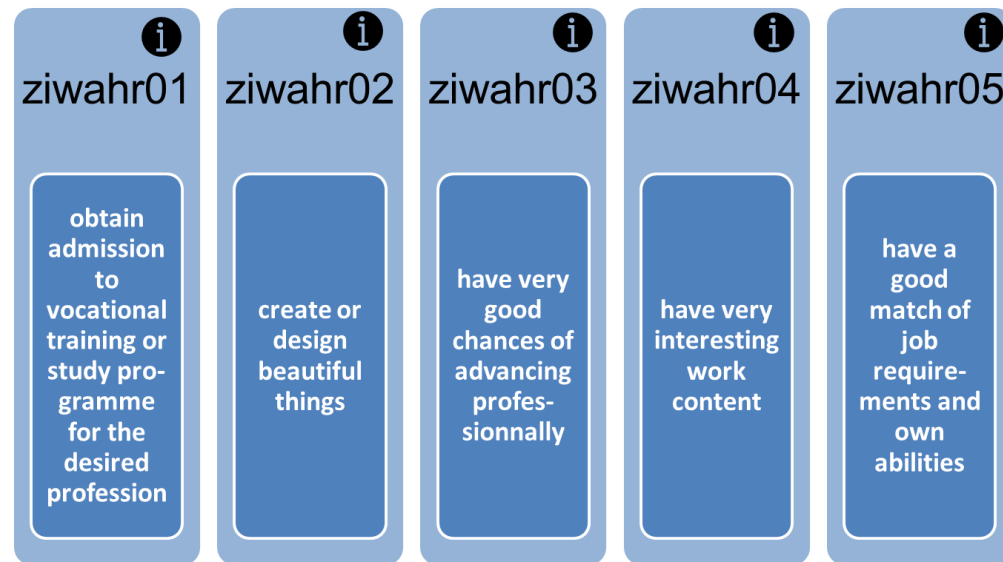 i
ziwahr01
obtain
admission
to
vocational
training or
study pro-
gramme
for the
desired
profession
i
ziwahr02
create or
design
beautiful
things
i
ziwahr03
have very
good
chances of
advancing
profes-
sionnally
i
ziwahr04
have very
interesting
work
content
i
ziwahr05
have a
good
match of
job
require-
ments and
own
abilities